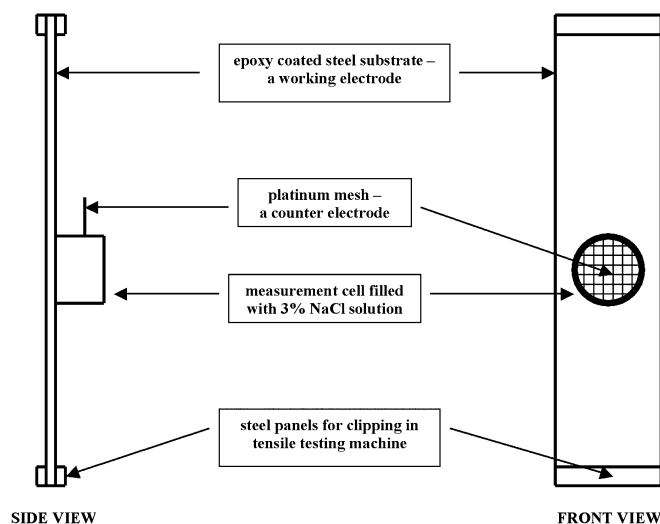 epoxy coated steel substrate –
a working electrode
platinum mesh –
a counter electrode
measurement cell filled
with 3% NaCl solution
steel panels for clipping in
tensile testing machine
SIDE VIEW
FRONT VIEW